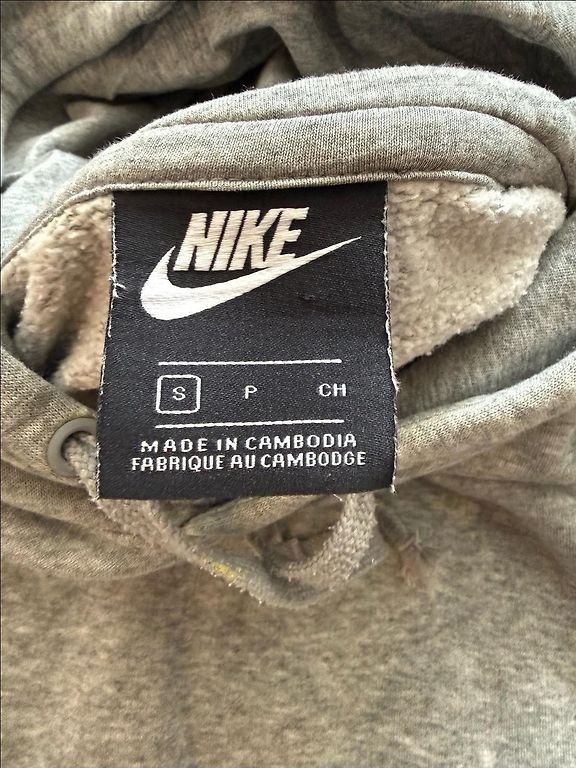 NIKE
S P CH
MADE IN CAMBODIA
FABRIQUE AU CAMBODGE